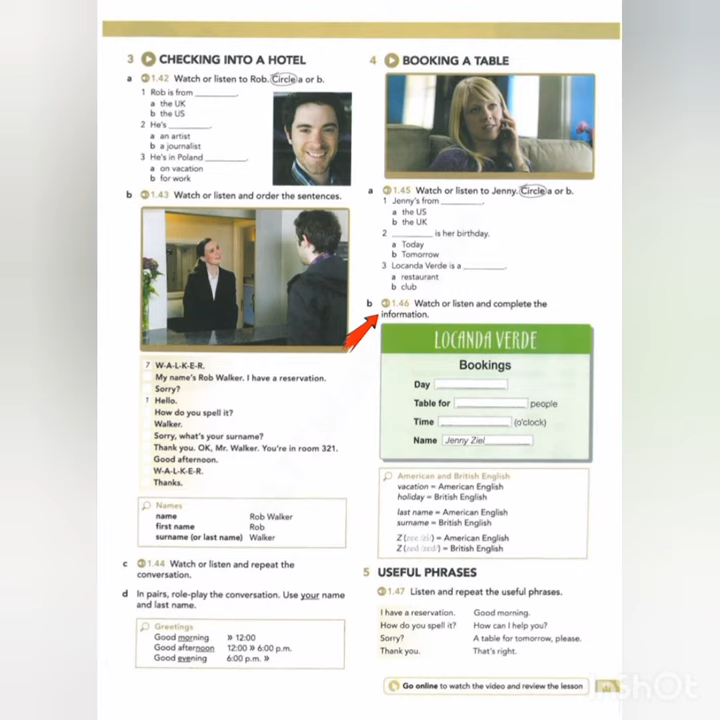 3 CHECKING INTO A HOTEL
a 1.42 Watch or listen to Rob. Circle a or b.
1 Rob is from ________.
a the UK
b the US
2 He's ________.
a an artist
b a journalist
3 He's in Poland ________.
a on vacation
b for work
b 1.43 Watch or listen and order the sentences.
7 W-A-L-K-E-R.
My name's Rob Walker. I have a reservation.
Sorry?
1 Hello.
How do you spell it?
Walker.
Sorry, what's your surname?
Thank you. OK, Mr. Walker. You're in room 321.
Good afternoon.
W-A-L-K-E-R.
Thanks.
Names
name Rob Walker
first name Rob
surname (or last name) Walker
c 1.44 Watch or listen and repeat the
conversation.
d In pairs, role-play the conversation. Use your name
and last name.
Greetings
Good morning » 12:00
Good afternoon 12:00 » 6:00 p.m.
Good evening 6:00 p.m. »
4 BOOKING A TABLE
a 1.45 Watch or listen to Jenny. Circle a or b.
1 Jenny's from ________.
a the US
b the UK
2 ________ is her birthday.
a Today
b Tomorrow
3 Locanda Verde is a ________.
a restaurant
b club
b 1.46 Watch or listen and complete the
information.
LOCANDA VERDE
Bookings
Day
Table for people
Time (o'clock)
Name Jenny Ziel
American and British English
vacation = American English
holiday = British English
last name = American English
surname = British English
Z (zee /zi/) = American English
Z (zed /zed/) = British English
5 USEFUL PHRASES
1.47 Listen and repeat the useful phrases.
I have a reservation. Good morning.
How do you spell it? How can I help you?
Sorry? A table for tomorrow, please.
Thank you. That's right.
Go online to watch the video and review the lesson
InShOt